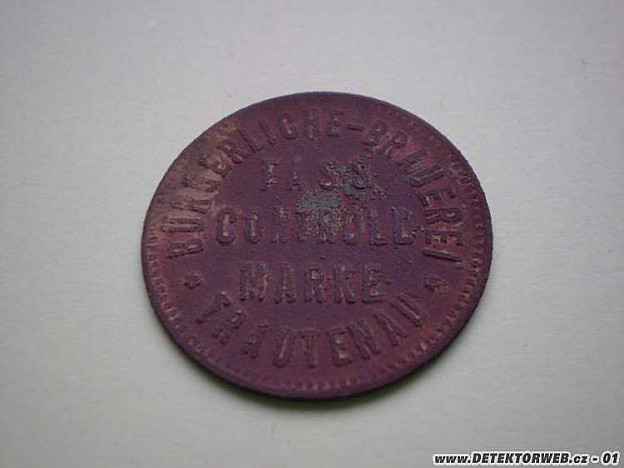 BÜRGERLICHE-BRAUEREI
FASS
CONTROLL
MARKE
* TRAUTENAU *
www.DETEKTORWEB.cz - 01